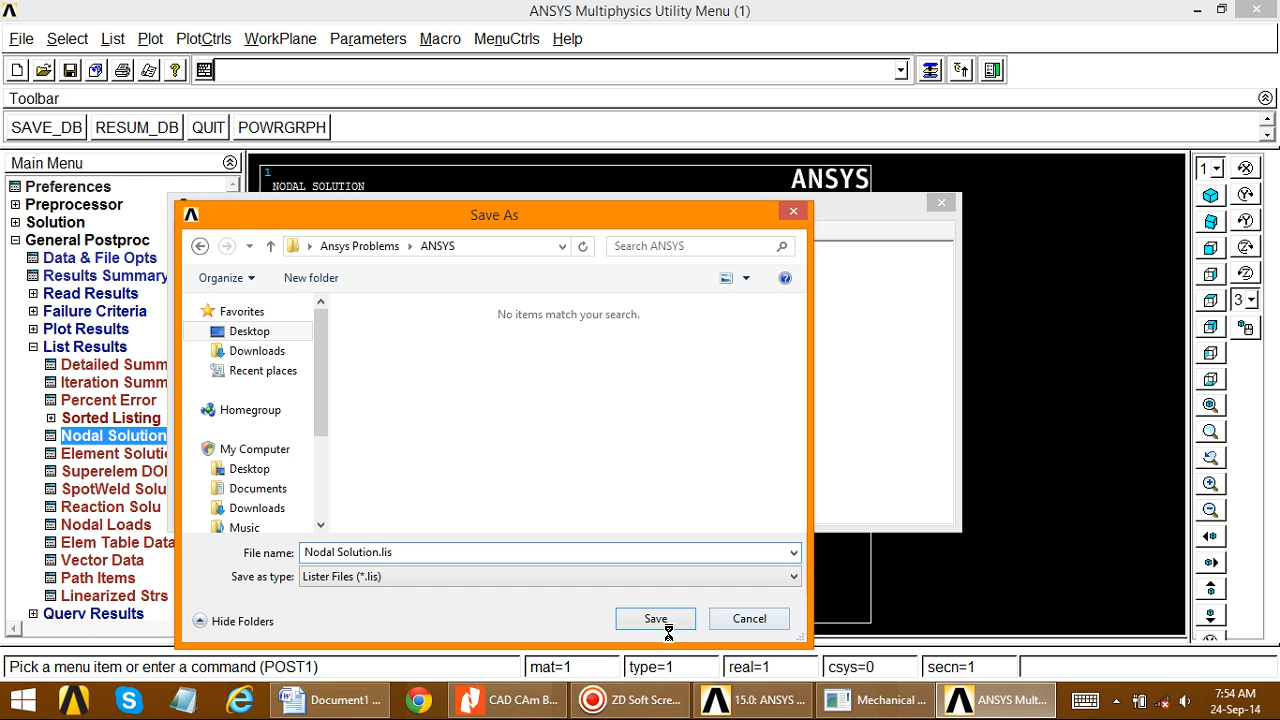 ANSYS Multiphysics Utility Menu (1)
File Select List Plot PlotCtrls WorkPlane Parameters Macro MenuCtrls Help
Toolbar
SAVE_DB RESUM_DB QUIT POWRGRPH
Main Menu
Preferences
Preprocessor
Solution
General Postproc
Data & File Opts
Results Summary
Read Results
Failure Criteria
Plot Results
List Results
Detailed Summ
Iteration Summ
Percent Error
Sorted Listing
Nodal Solution
Element Soluti
Superelem DO
SpotWeld Solu
Reaction Solu
Nodal Loads
Elem Table Data
Vector Data
Path Items
Linearized Strs
Query Results
1
NODAL SOLUTION
ANSYS
Save As
Ansys Problems ANSYS
Search ANSYS
Organize New folder
Favorites
Desktop
Downloads
Recent places
Homegroup
My Computer
Desktop
Documents
Downloads
Music
No items match your search.
File name: Nodal Solution.lis
Save as type: Lister Files (*.lis)
Hide Folders
Save Cancel
1
3
Pick a menu item or enter a command (POST1)
mat=1 type=1 real=1 csys=0 secn=1
Document1 ...
CAD CAm B...
ZD Soft Scre...
15.0: ANSYS ...
Mechanical ...
ANSYS Mult...
7:54 AM
24-Sep-14